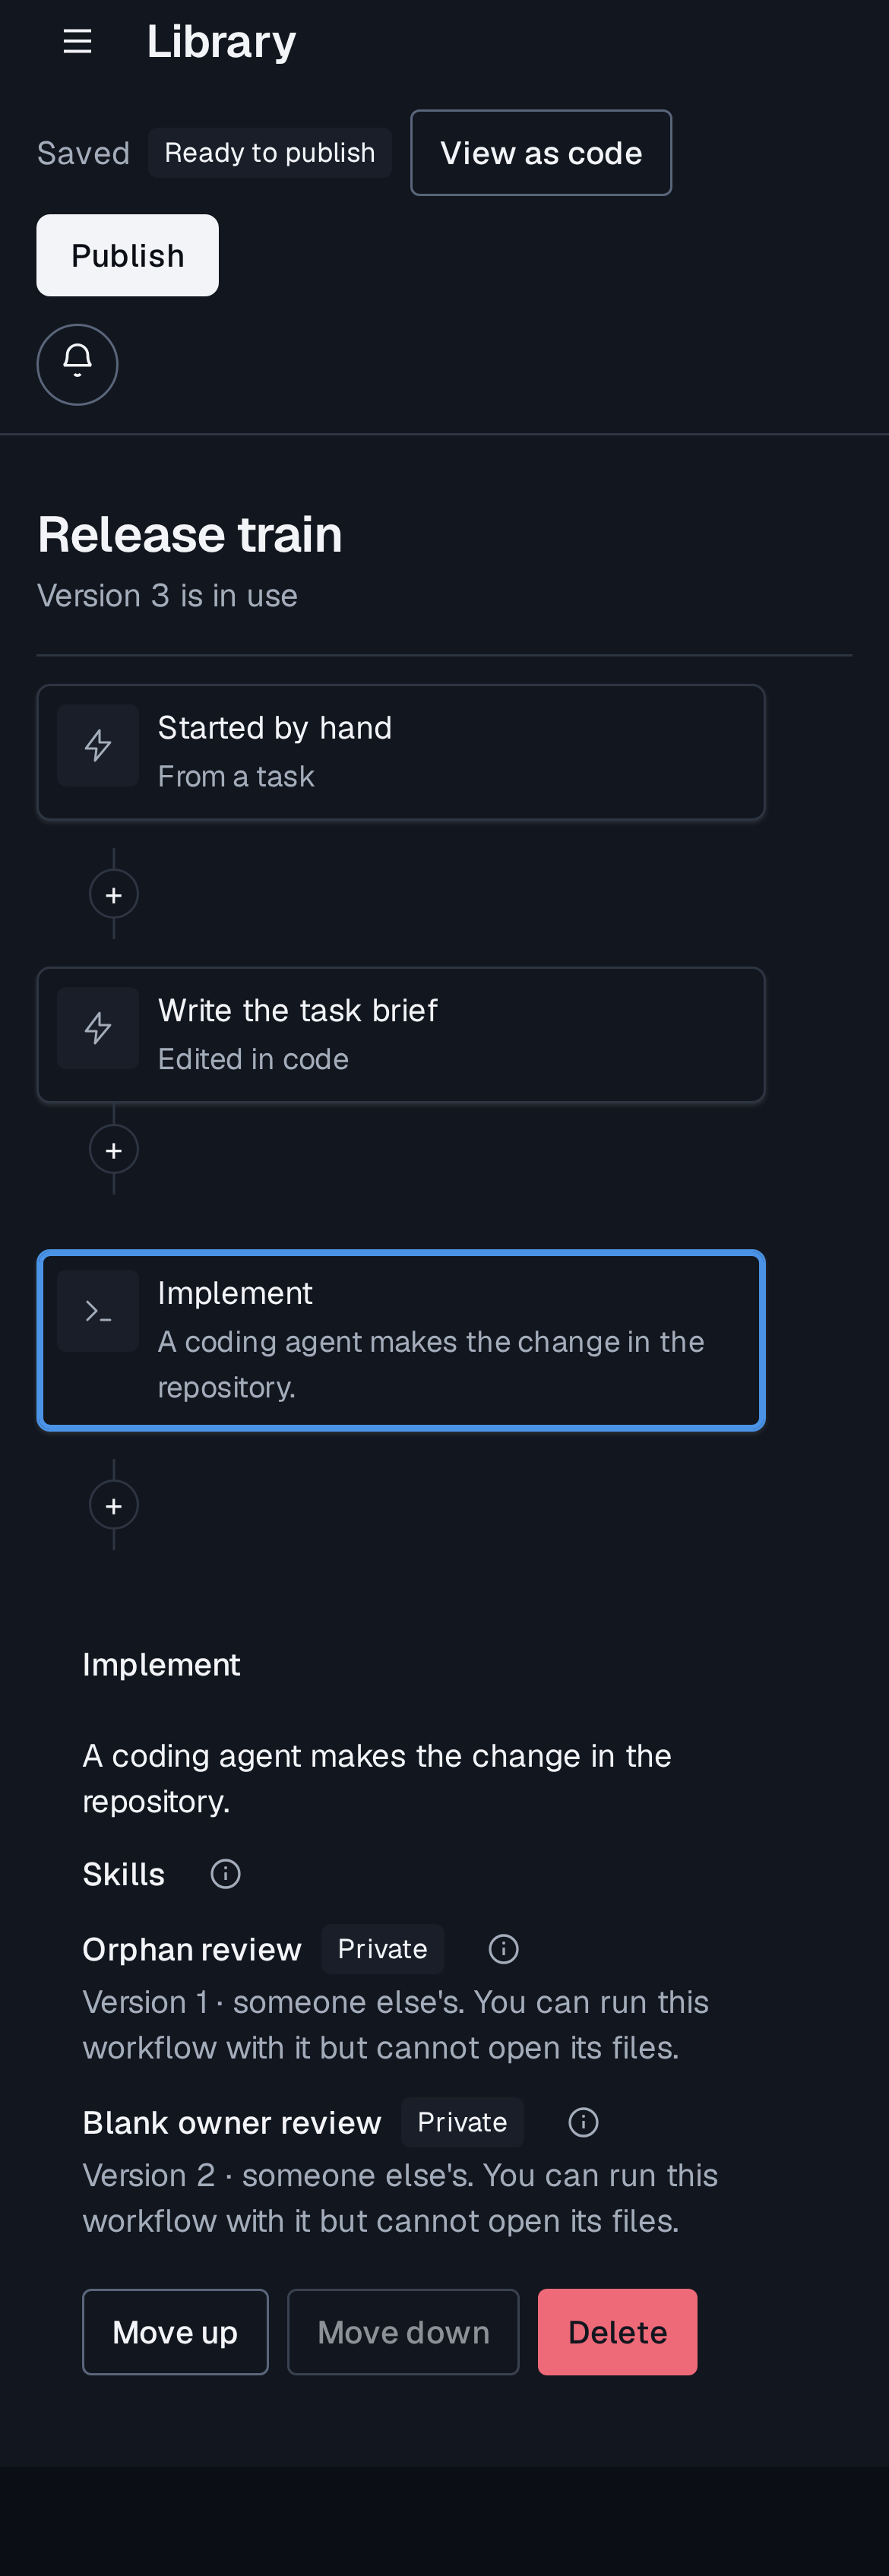 Library
Saved
Ready to publish
View as code
Publish
Release train
Version 3 is in use
Started by hand
From a task
+
Write the task brief
Edited in code
+
Implement
A coding agent makes the change in the
repository.
+
Implement
A coding agent makes the change in the
repository.
Skills
Orphan review
Private
Version 1 · someone else's. You can run this
workflow with it but cannot open its files.
Blank owner review
Private
Version 2 · someone else's. You can run this
workflow with it but cannot open its files.
Move up
Move down
Delete